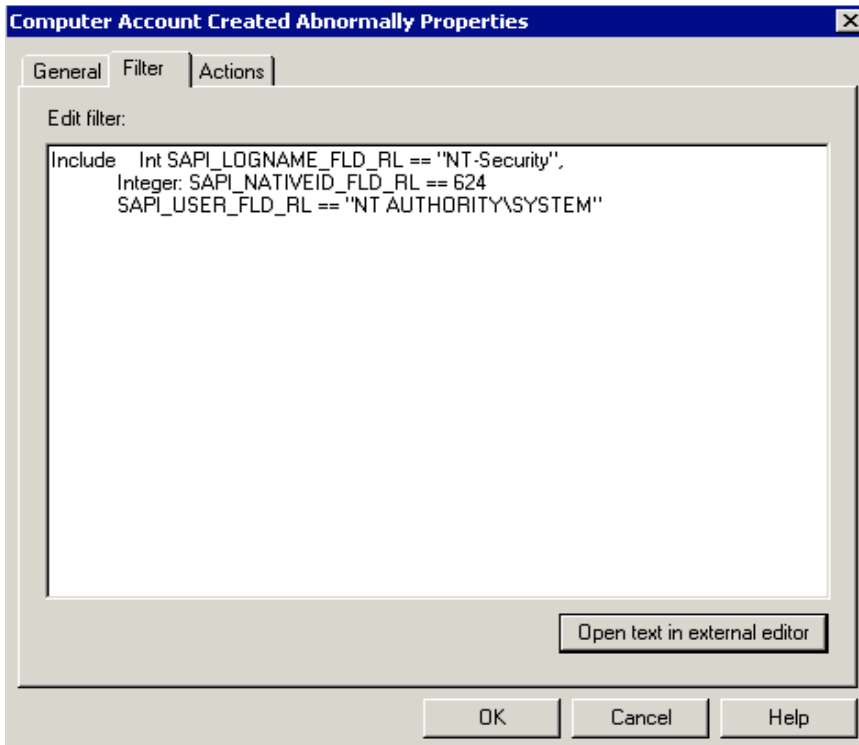 Computer Account Created Abnormally Properties
General Filter Actions
Edit filter:
Include Int SAPI_LOGNAME_FLD_RL == "NT-Security",
Integer: SAPI_NATIVEID_FLD_RL == 624
SAPI_USER_FLD_RL == "NT AUTHORITY\SYSTEM"
Open text in external editor
OK Cancel Help